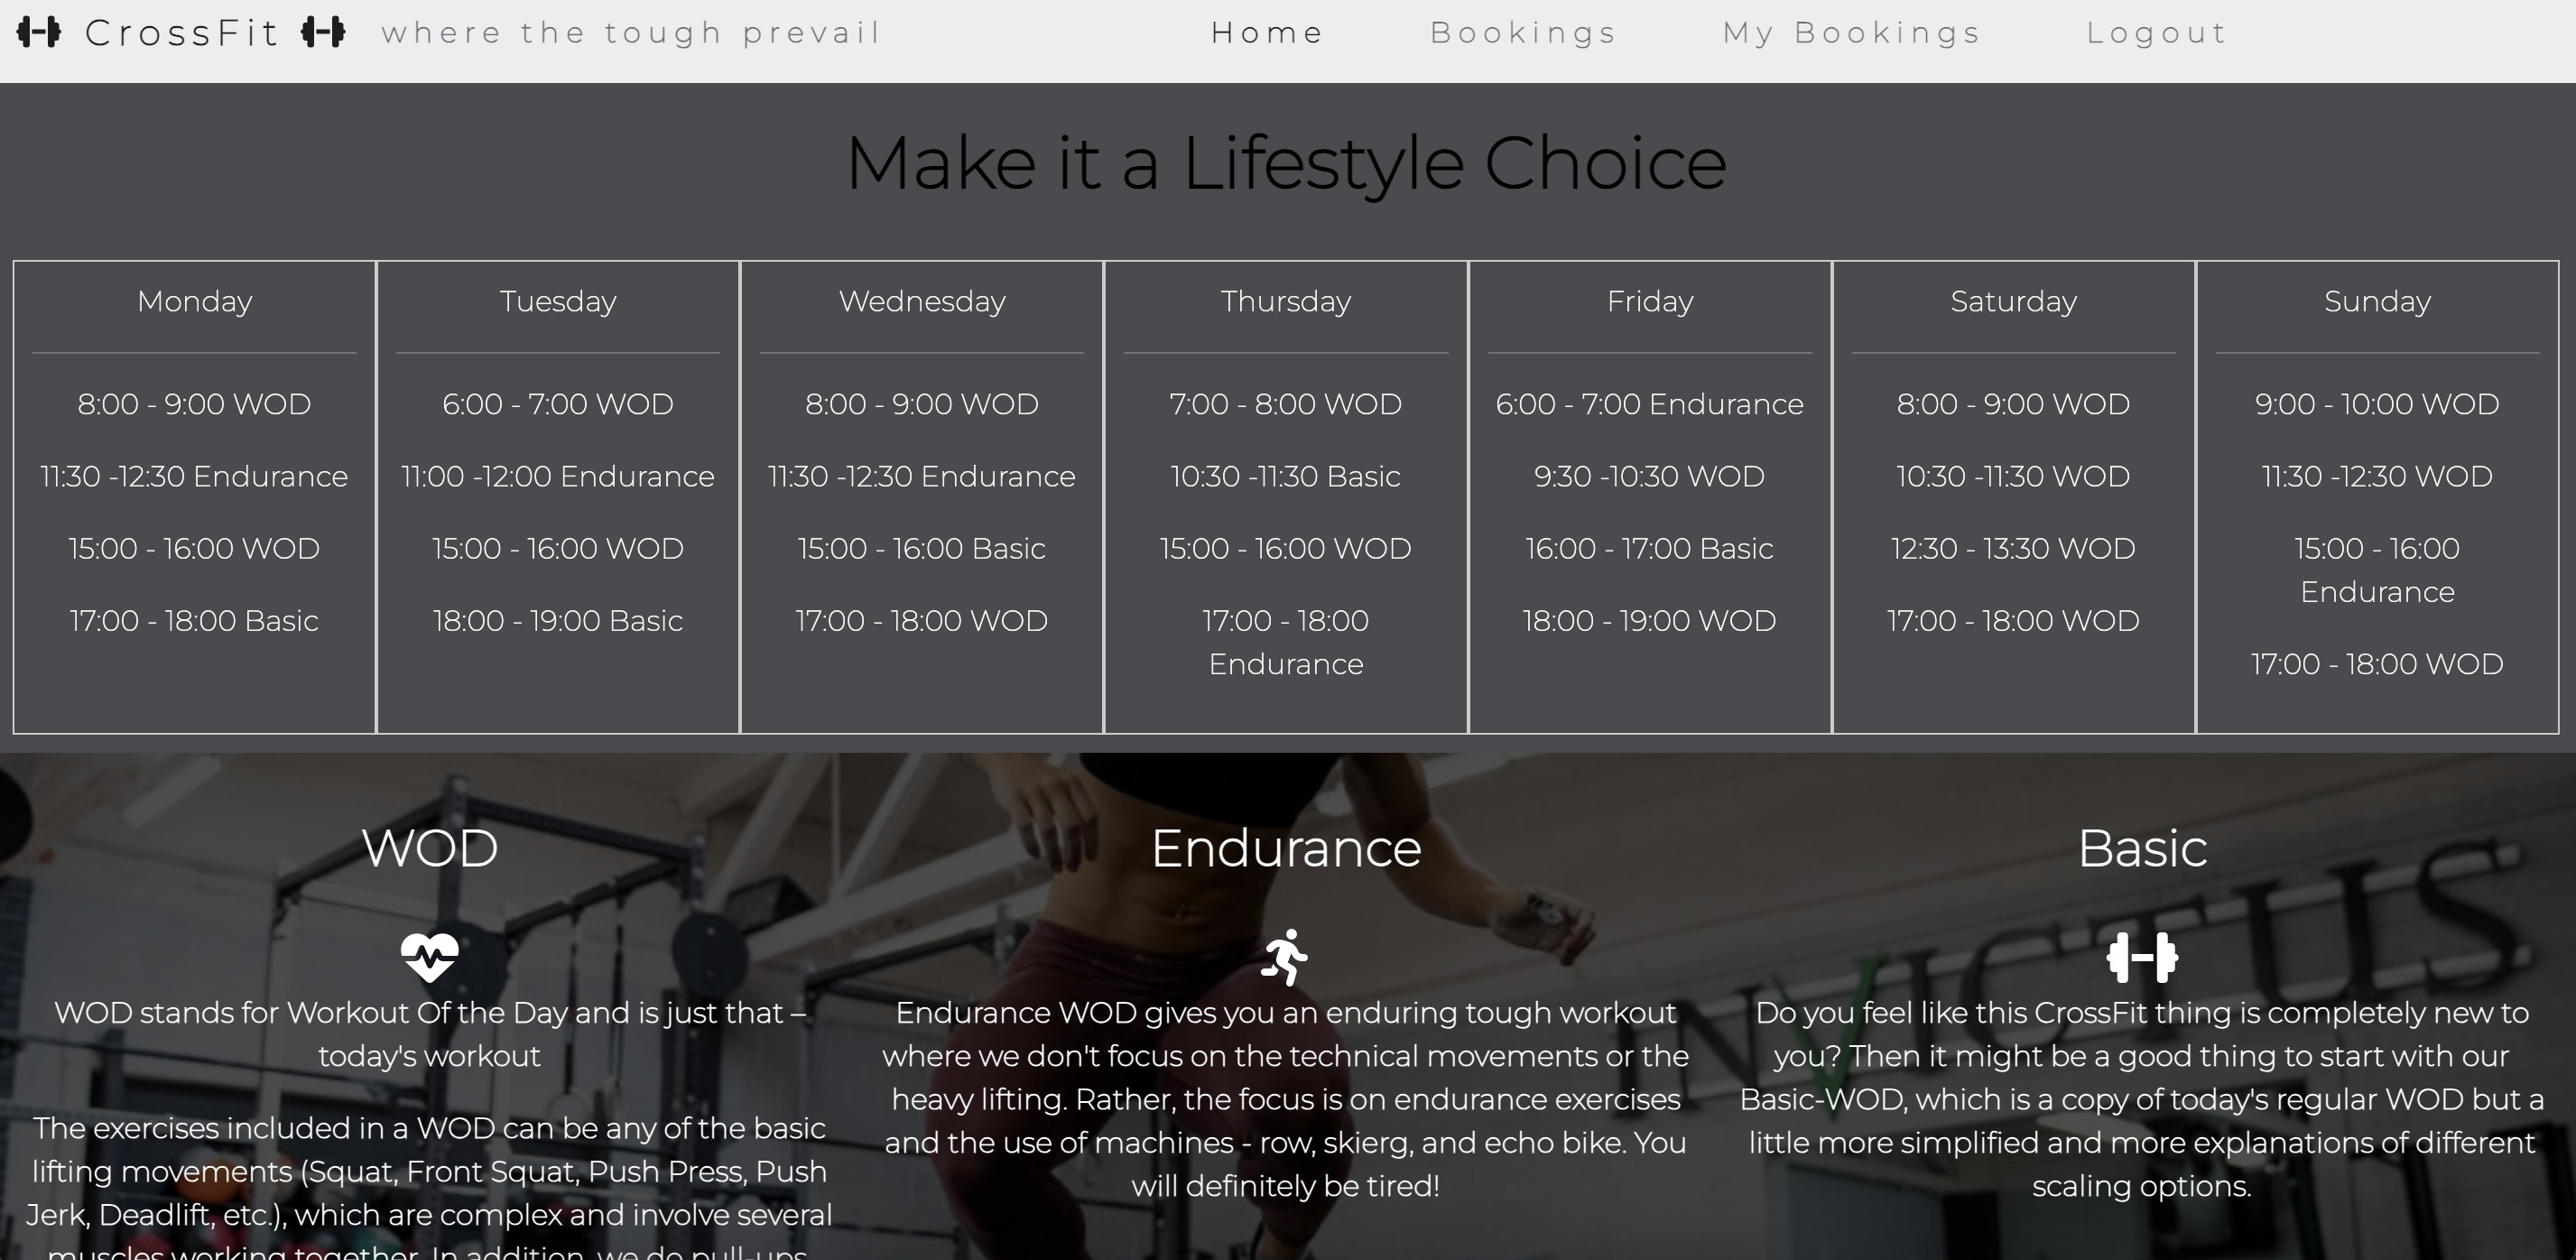 CrossFit where the tough prevail Home Bookings My Bookings Logout
Make it a Lifestyle Choice
Monday
8:00 - 9:00 WOD
11:30 -12:30 Endurance
15:00 - 16:00 WOD
17:00 - 18:00 Basic
Tuesday
6:00 - 7:00 WOD
11:00 -12:00 Endurance
15:00 - 16:00 WOD
18:00 - 19:00 Basic
Wednesday
8:00 - 9:00 WOD
11:30 -12:30 Endurance
15:00 - 16:00 Basic
17:00 - 18:00 WOD
Thursday
7:00 - 8:00 WOD
10:30 -11:30 Basic
15:00 - 16:00 WOD
17:00 - 18:00
Endurance
Friday
6:00 - 7:00 Endurance
9:30 -10:30 WOD
16:00 - 17:00 Basic
18:00 - 19:00 WOD
Saturday
8:00 - 9:00 WOD
10:30 -11:30 WOD
12:30 - 13:30 WOD
17:00 - 18:00 WOD
Sunday
9:00 - 10:00 WOD
11:30 -12:30 WOD
15:00 - 16:00
Endurance
17:00 - 18:00 WOD
WOD
WOD stands for Workout Of the Day and is just that –
today's workout
The exercises included in a WOD can be any of the basic
lifting movements (Squat, Front Squat, Push Press, Push
Jerk, Deadlift, etc.), which are complex and involve several
muscles working together. In addition, we do pull-ups,
Endurance
Endurance WOD gives you an enduring tough workout
where we don't focus on the technical movements or the
heavy lifting. Rather, the focus is on endurance exercises
and the use of machines - row, skierg, and echo bike. You
will definitely be tired!
Basic
Do you feel like this CrossFit thing is completely new to
you? Then it might be a good thing to start with our
Basic-WOD, which is a copy of today's regular WOD but a
little more simplified and more explanations of different
scaling options.
INVICTUS